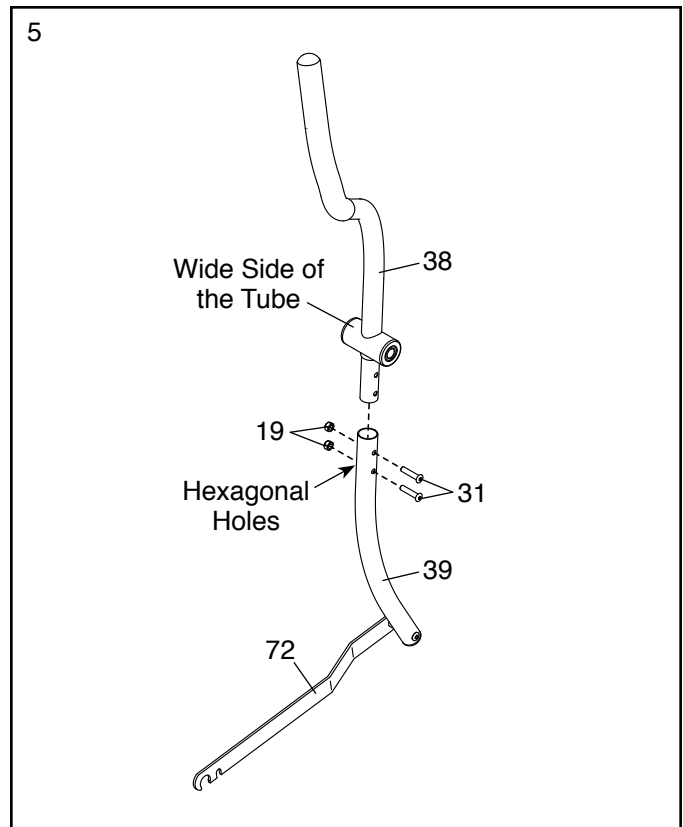 5
38
Wide Side of
the Tube
19
31
Hexagonal
Holes
39
72